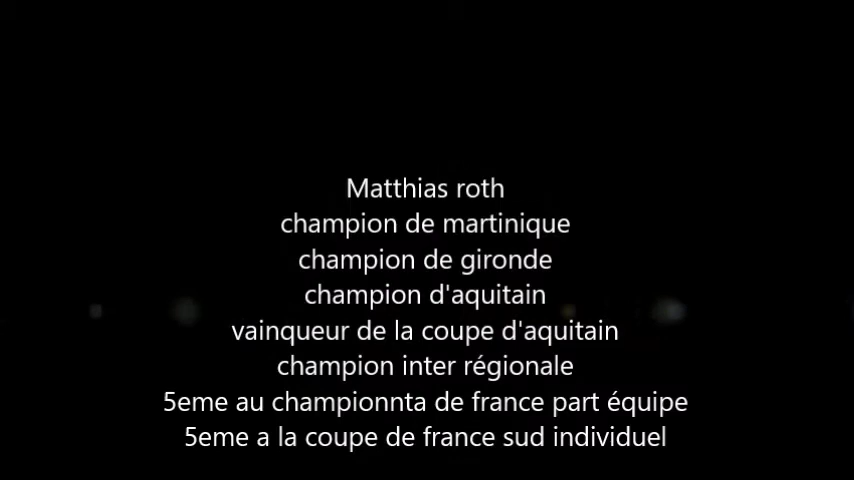 Matthias roth
champion de martinique
champion de gironde
champion d'aquitain
vainqueur de la coupe d'aquitain
champion inter régionale
5eme au championnta de france part équipe
5eme a la coupe de france sud individuel